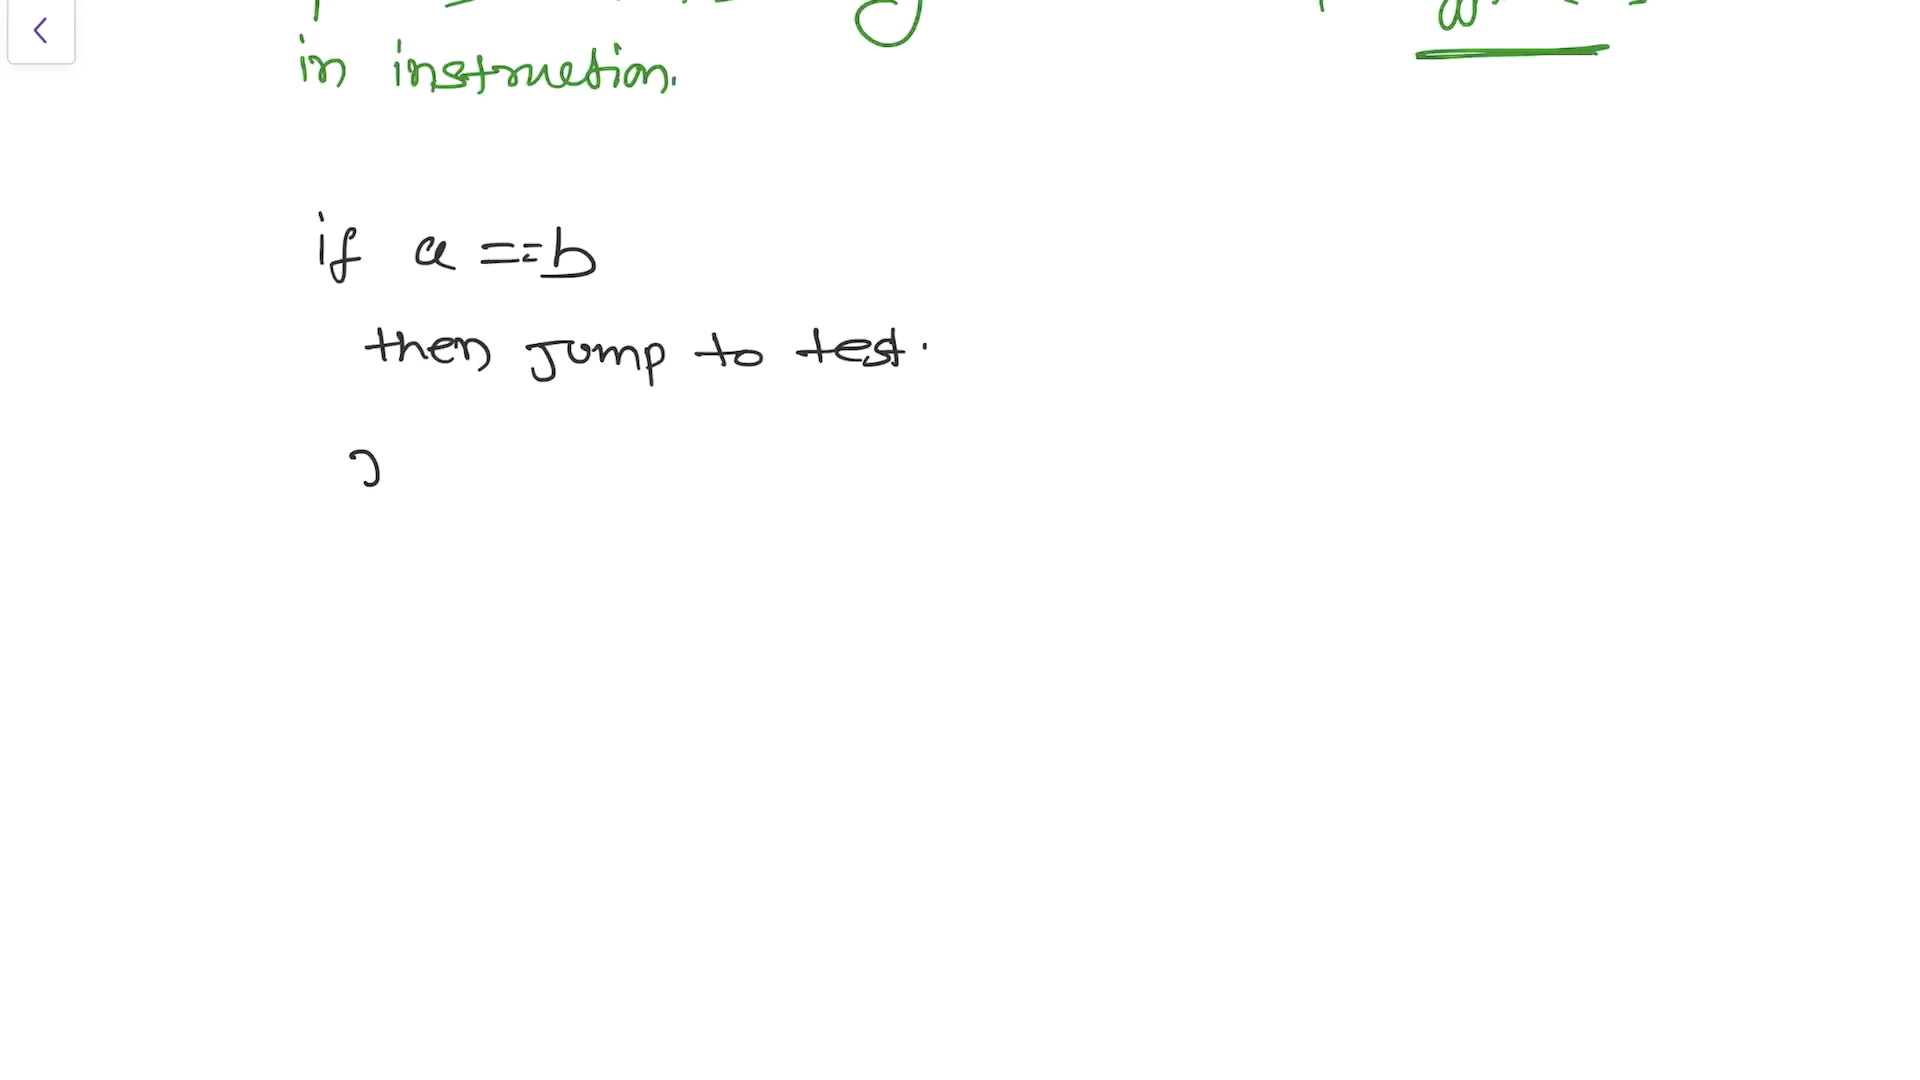 in instruction.
if a == b
then Jump to test.